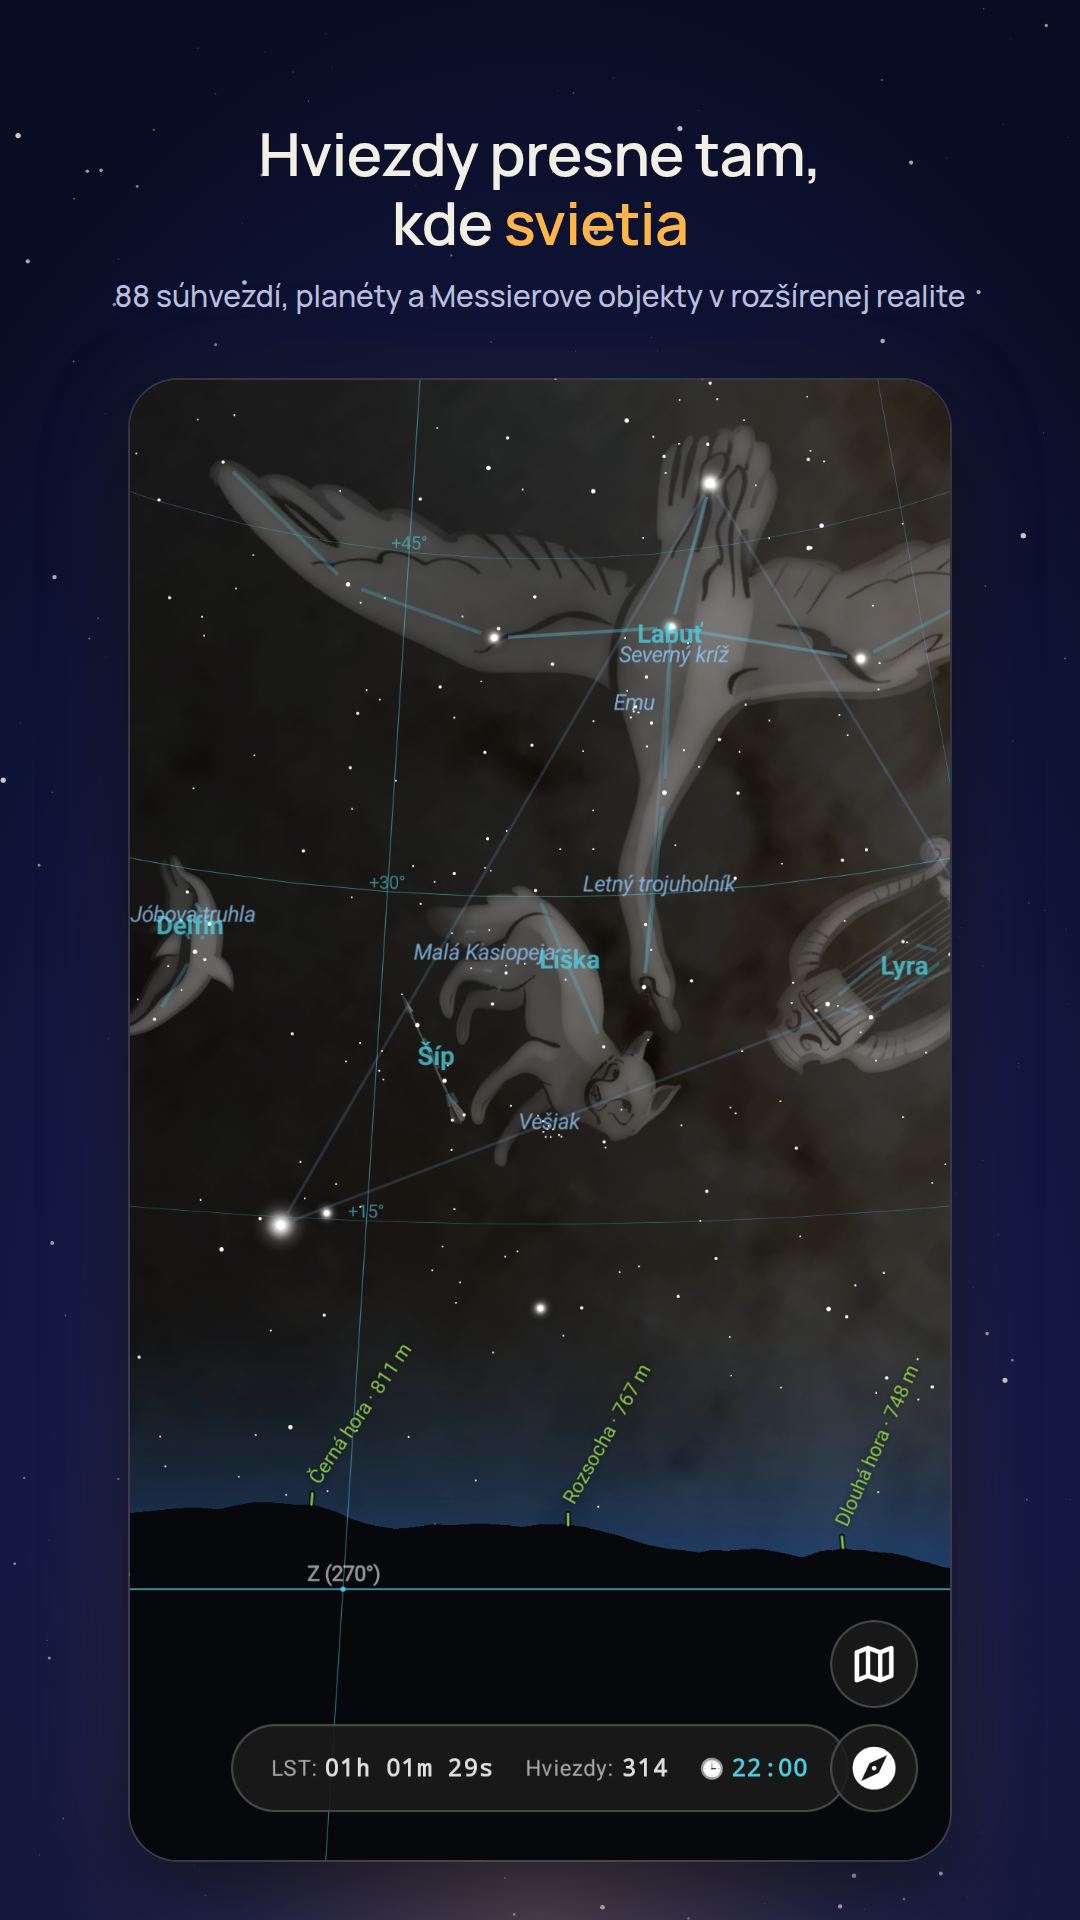 Hviezdy presne tam,
kde svietia
88 súhvezdí, planéty a Messierove objekty v rozšírenej realite
+45°
Labuť
Severný kríž
Emu
+30°
Letný trojuholník
Jóbova truhla
Delfín
Malá Kasiopeja
Líška
Lyra
Šíp
Vešiak
+15°
Černá hora · 811 m
Rozsocha · 767 m
Dlouhá hora · 748 m
Z (270°)
LST: 01h 01m 29s Hviezdy: 314 22:00